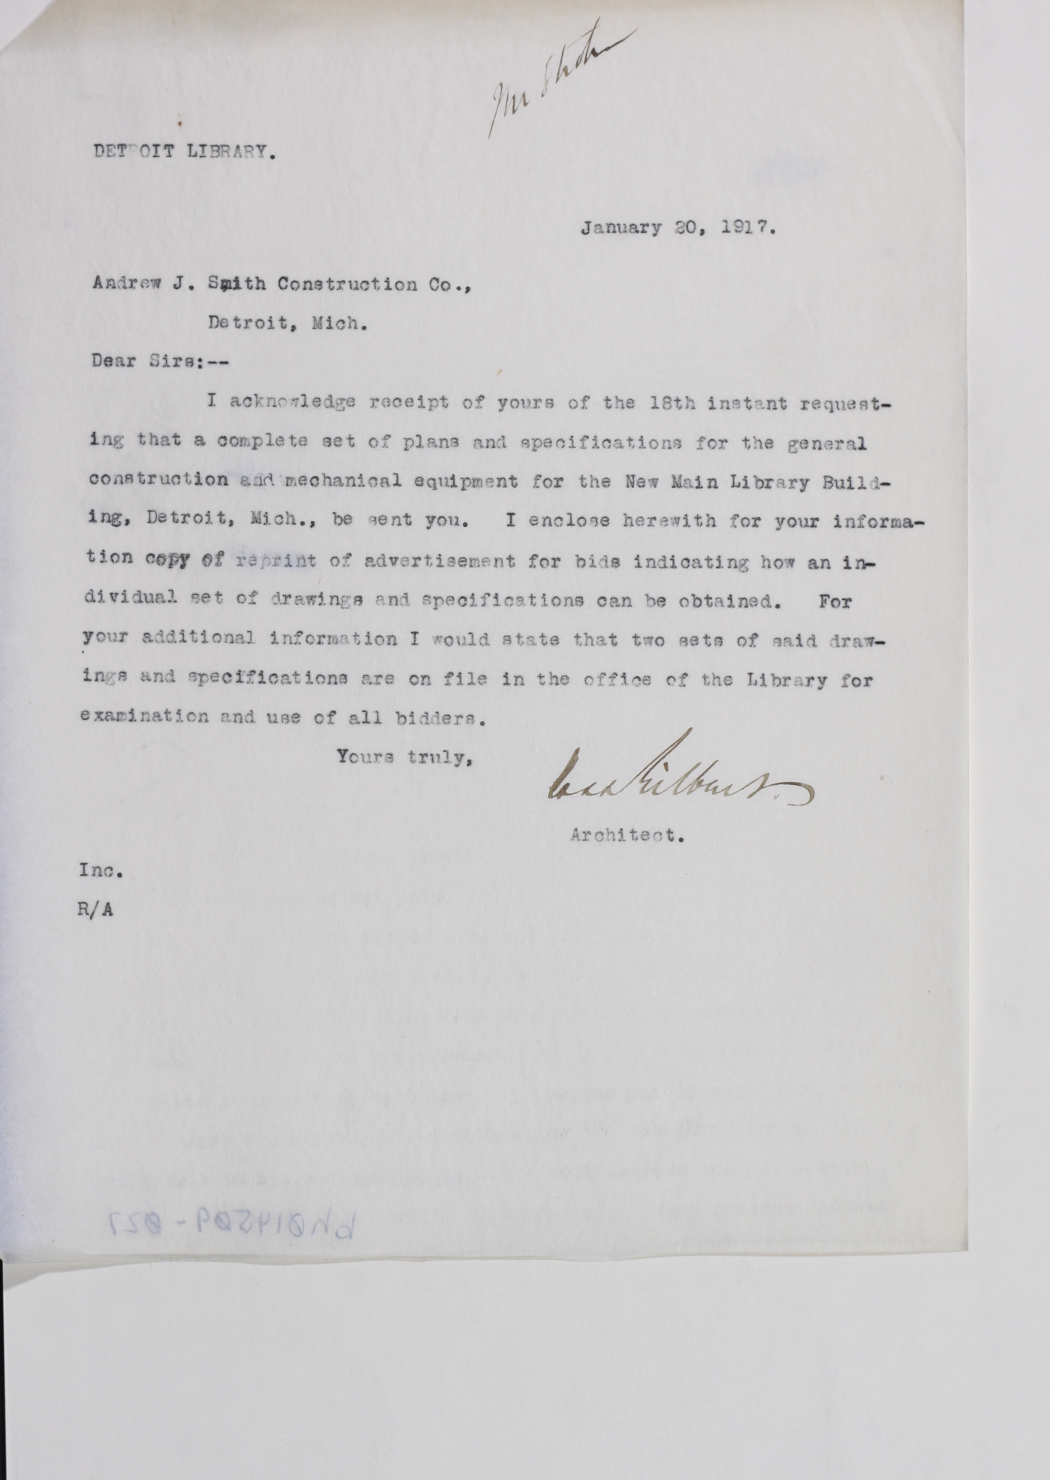 Mr
DETROIT LIBRARY.
January 20, 1917.
Andrew J. Smith Construction Co.,
Detroit, Mich.
Dear Sirs:--
I acknowledge receipt of yours of the 18th instant request-
ing that a complete set of plans and specifications for the general
construction and mechanical equipment for the New Main Library Build-
ing, Detroit, Mich., be sent you. I enclose herewith for your informa-
tion copy of reprint of advertisement for bids indicating how an in-
dividual set of drawings and specifications can be obtained. For
your additional information I would state that two sets of said draw-
ings and specifications are on file in the office of the Library for
examination and use of all bidders.
Yours truly,
Cass Gilbert.
Architect.
Inc.
R/A